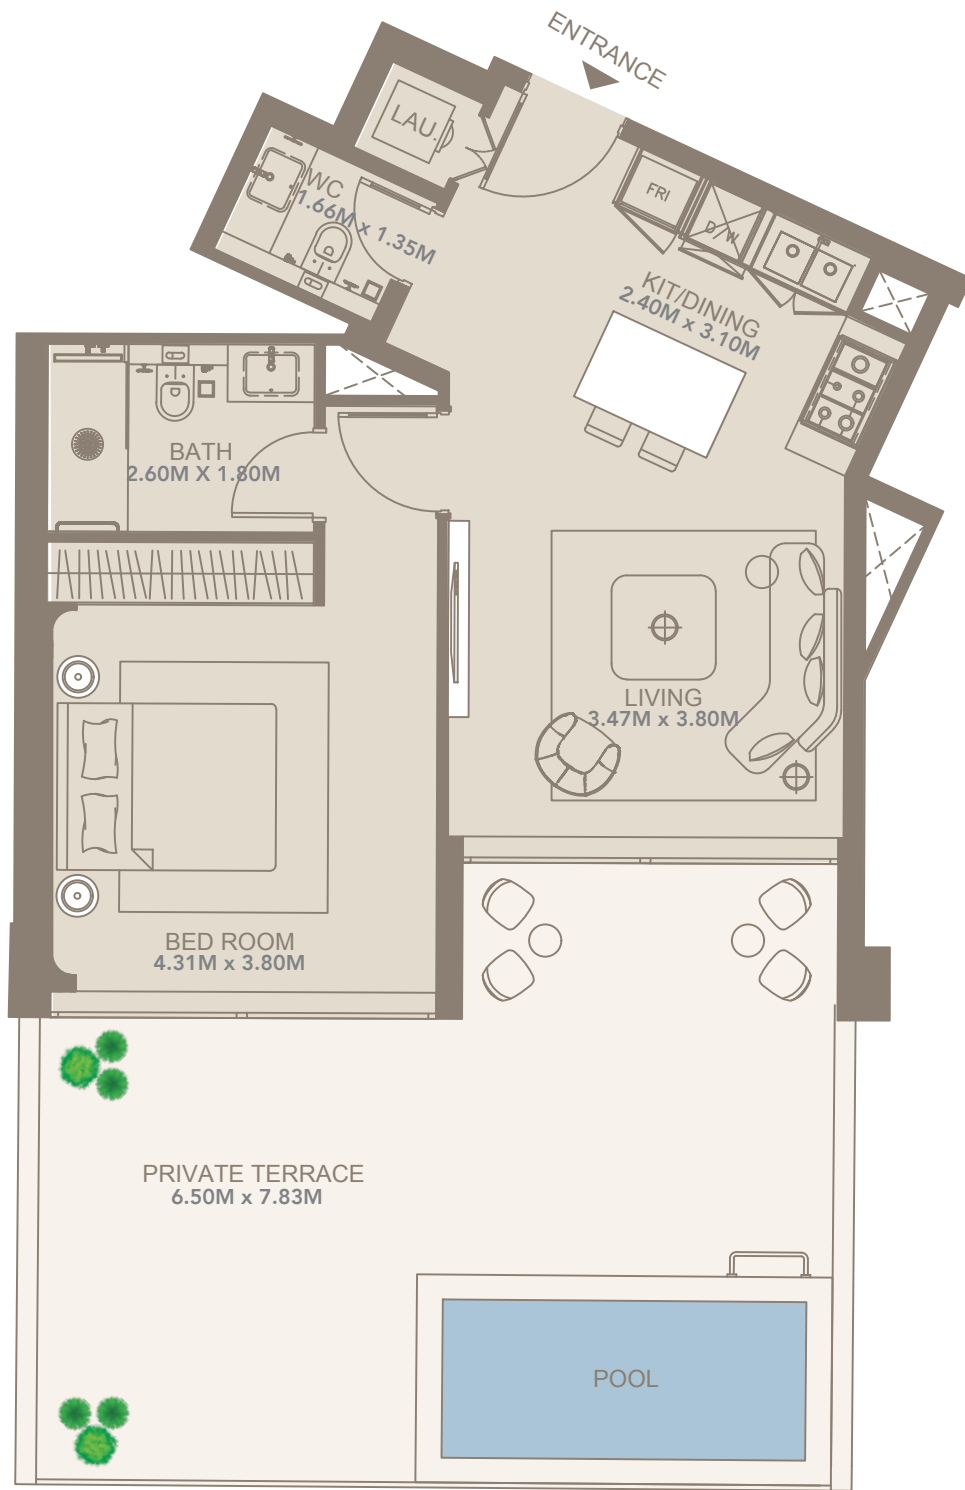 ENTRANCE
LAU.
WC
1.66M x 1.35M
FRI
D/W
KIT/DINING
2.40M x 3.10M
BATH
2.60M X 1.80M
LIVING
3.47M x 3.80M
BED ROOM
4.31M x 3.80M
PRIVATE TERRACE
6.50M x 7.83M
POOL